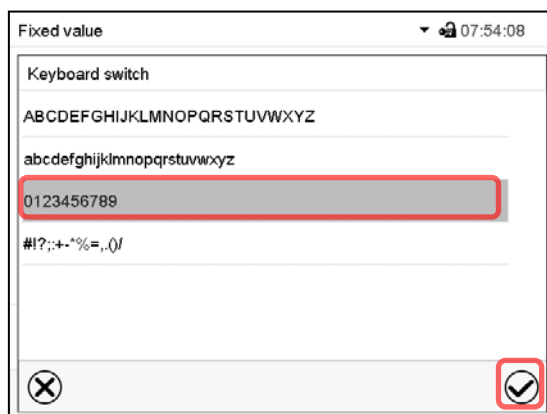 Fixed value 07:54:08
Keyboard switch
ABCDEFGHIJKLMNOPQRSTUVWXYZ
abcdefghijklmnopqrstuvwxyz
0123456789
#!?;:+-*%=,.()/